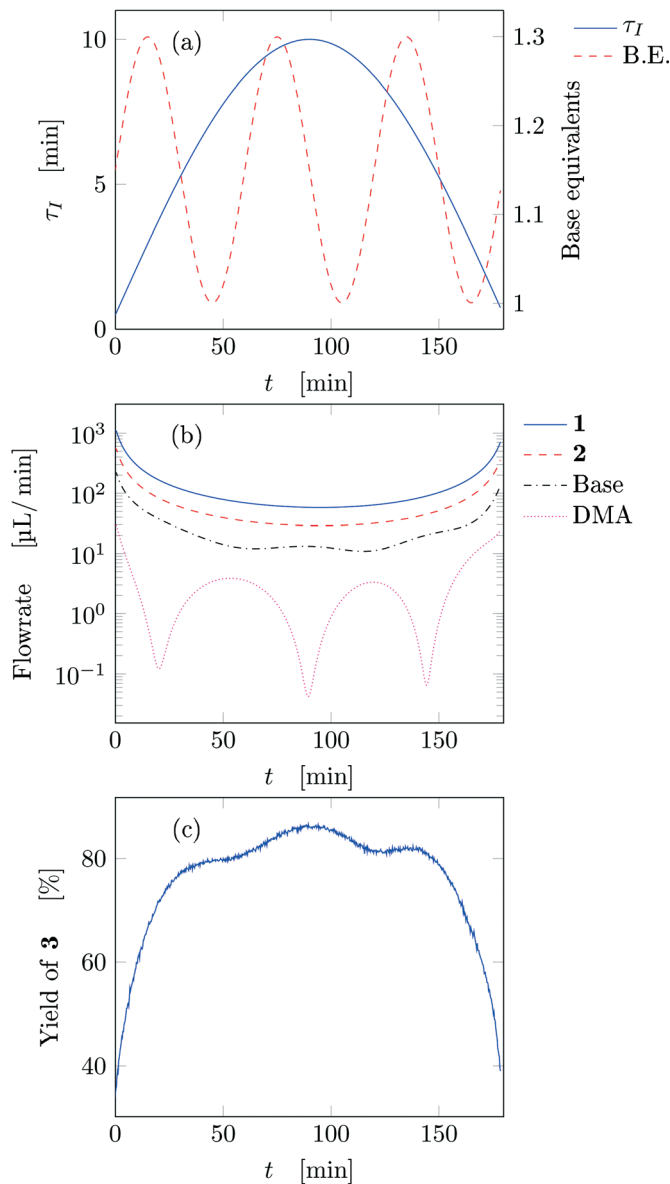 (a)
τI
B.E.
10
5
0
τI [min]
1.3
1.2
1.1
1
Base equivalents
0 50 100 150
t [min]
(b)
1
2
Base
DMA
10^3
10^2
10^1
10^0
10^−1
Flowrate [µL/ min]
0 50 100 150
t [min]
(c)
80
60
40
Yield of 3 [%]
0 50 100 150
t [min]